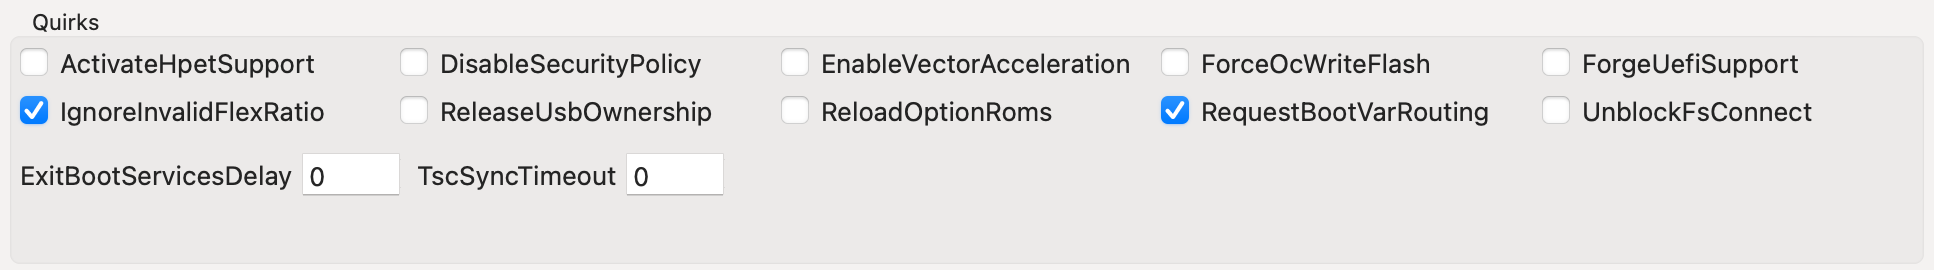 Quirks
ActivateHpetSupport DisableSecurityPolicy EnableVectorAcceleration ForceOcWriteFlash ForgeUefiSupport
IgnoreInvalidFlexRatio ReleaseUsbOwnership ReloadOptionRoms RequestBootVarRouting UnblockFsConnect
ExitBootServicesDelay 0 TscSyncTimeout 0